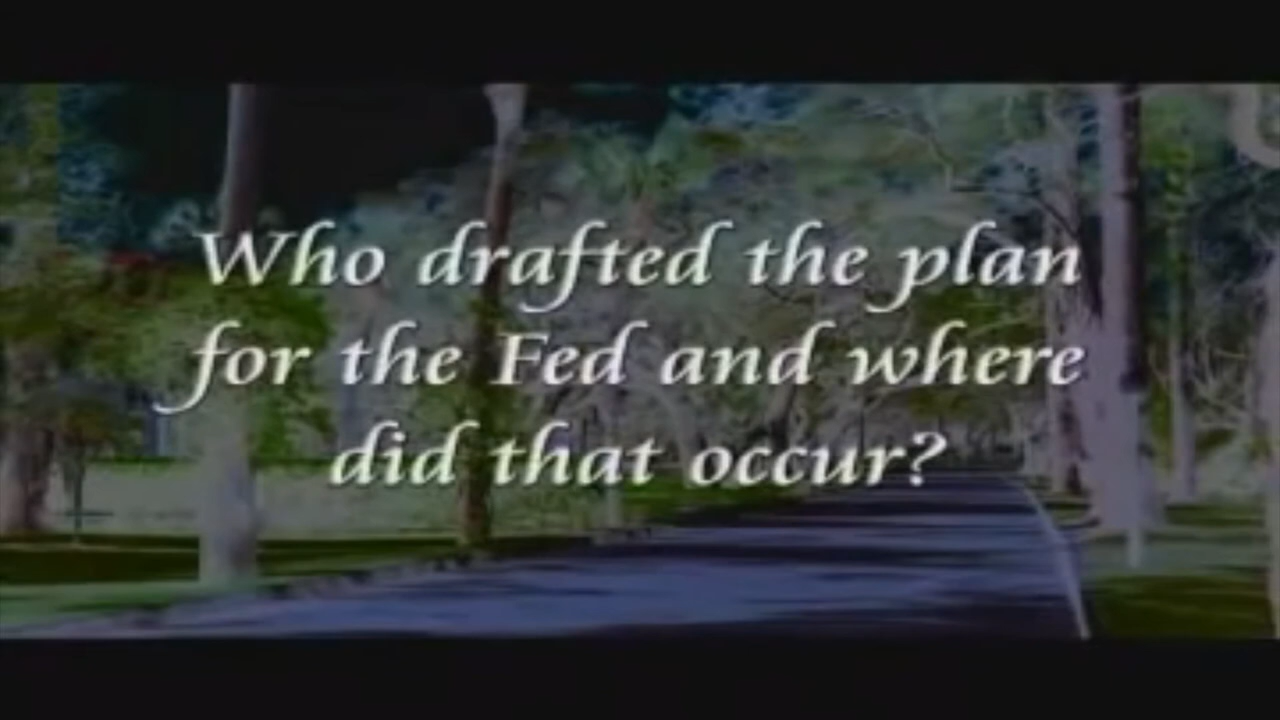 Who drafted the plan
for the Fed and where
did that occur?